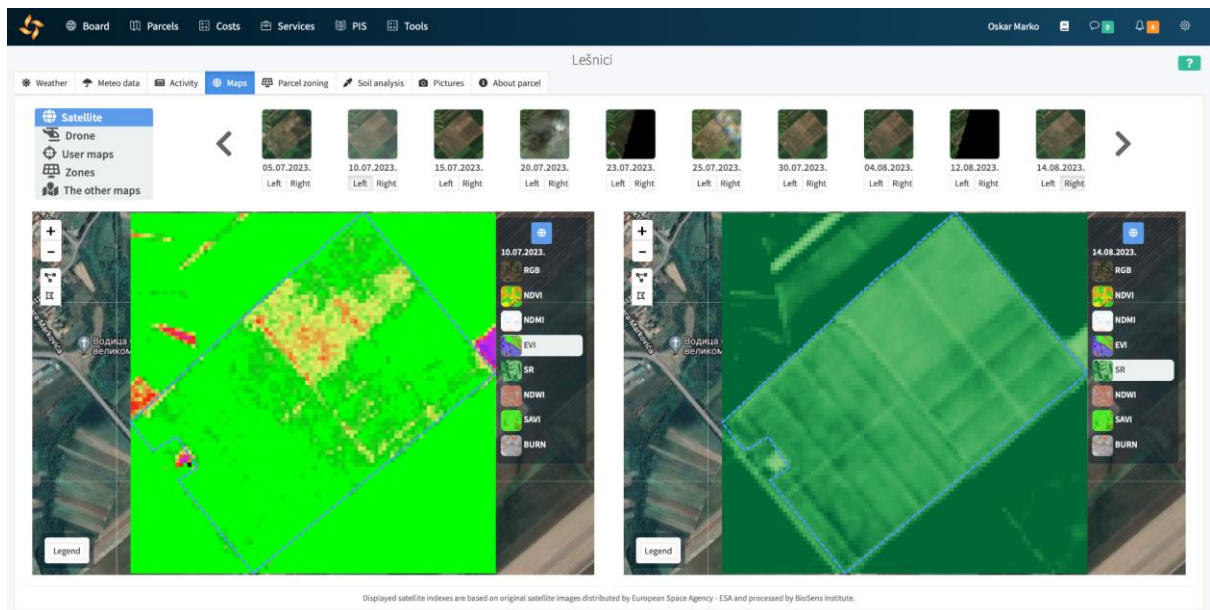 Board Parcels Costs Services PIS Tools Oskar Marko 0 4
Lešnici
?
Weather Meteo data Activity Maps Parcel zoning Soil analysis Pictures About parcel
Satellite
Drone
User maps
Zones
The other maps
05.07.2023. 10.07.2023. 15.07.2023. 20.07.2023. 23.07.2023. 25.07.2023. 30.07.2023. 04.08.2023. 12.08.2023. 14.08.2023.
Left Right Left Right Left Right Left Right Left Right Left Right Left Right Left Right Left Right Left Right
+
−
Водица
великом
10.07.2023.
RGB
NDVI
NDMI
EVI
SR
NDWI
SAVI
BURN
Legend
+
−
Водица
великом
14.08.2023.
RGB
NDVI
NDMI
EVI
SR
NDWI
SAVI
BURN
Legend
Displayed satellite indexes are based on original satellite images distributed by European Space Agency - ESA and processed by BioSens Institute.